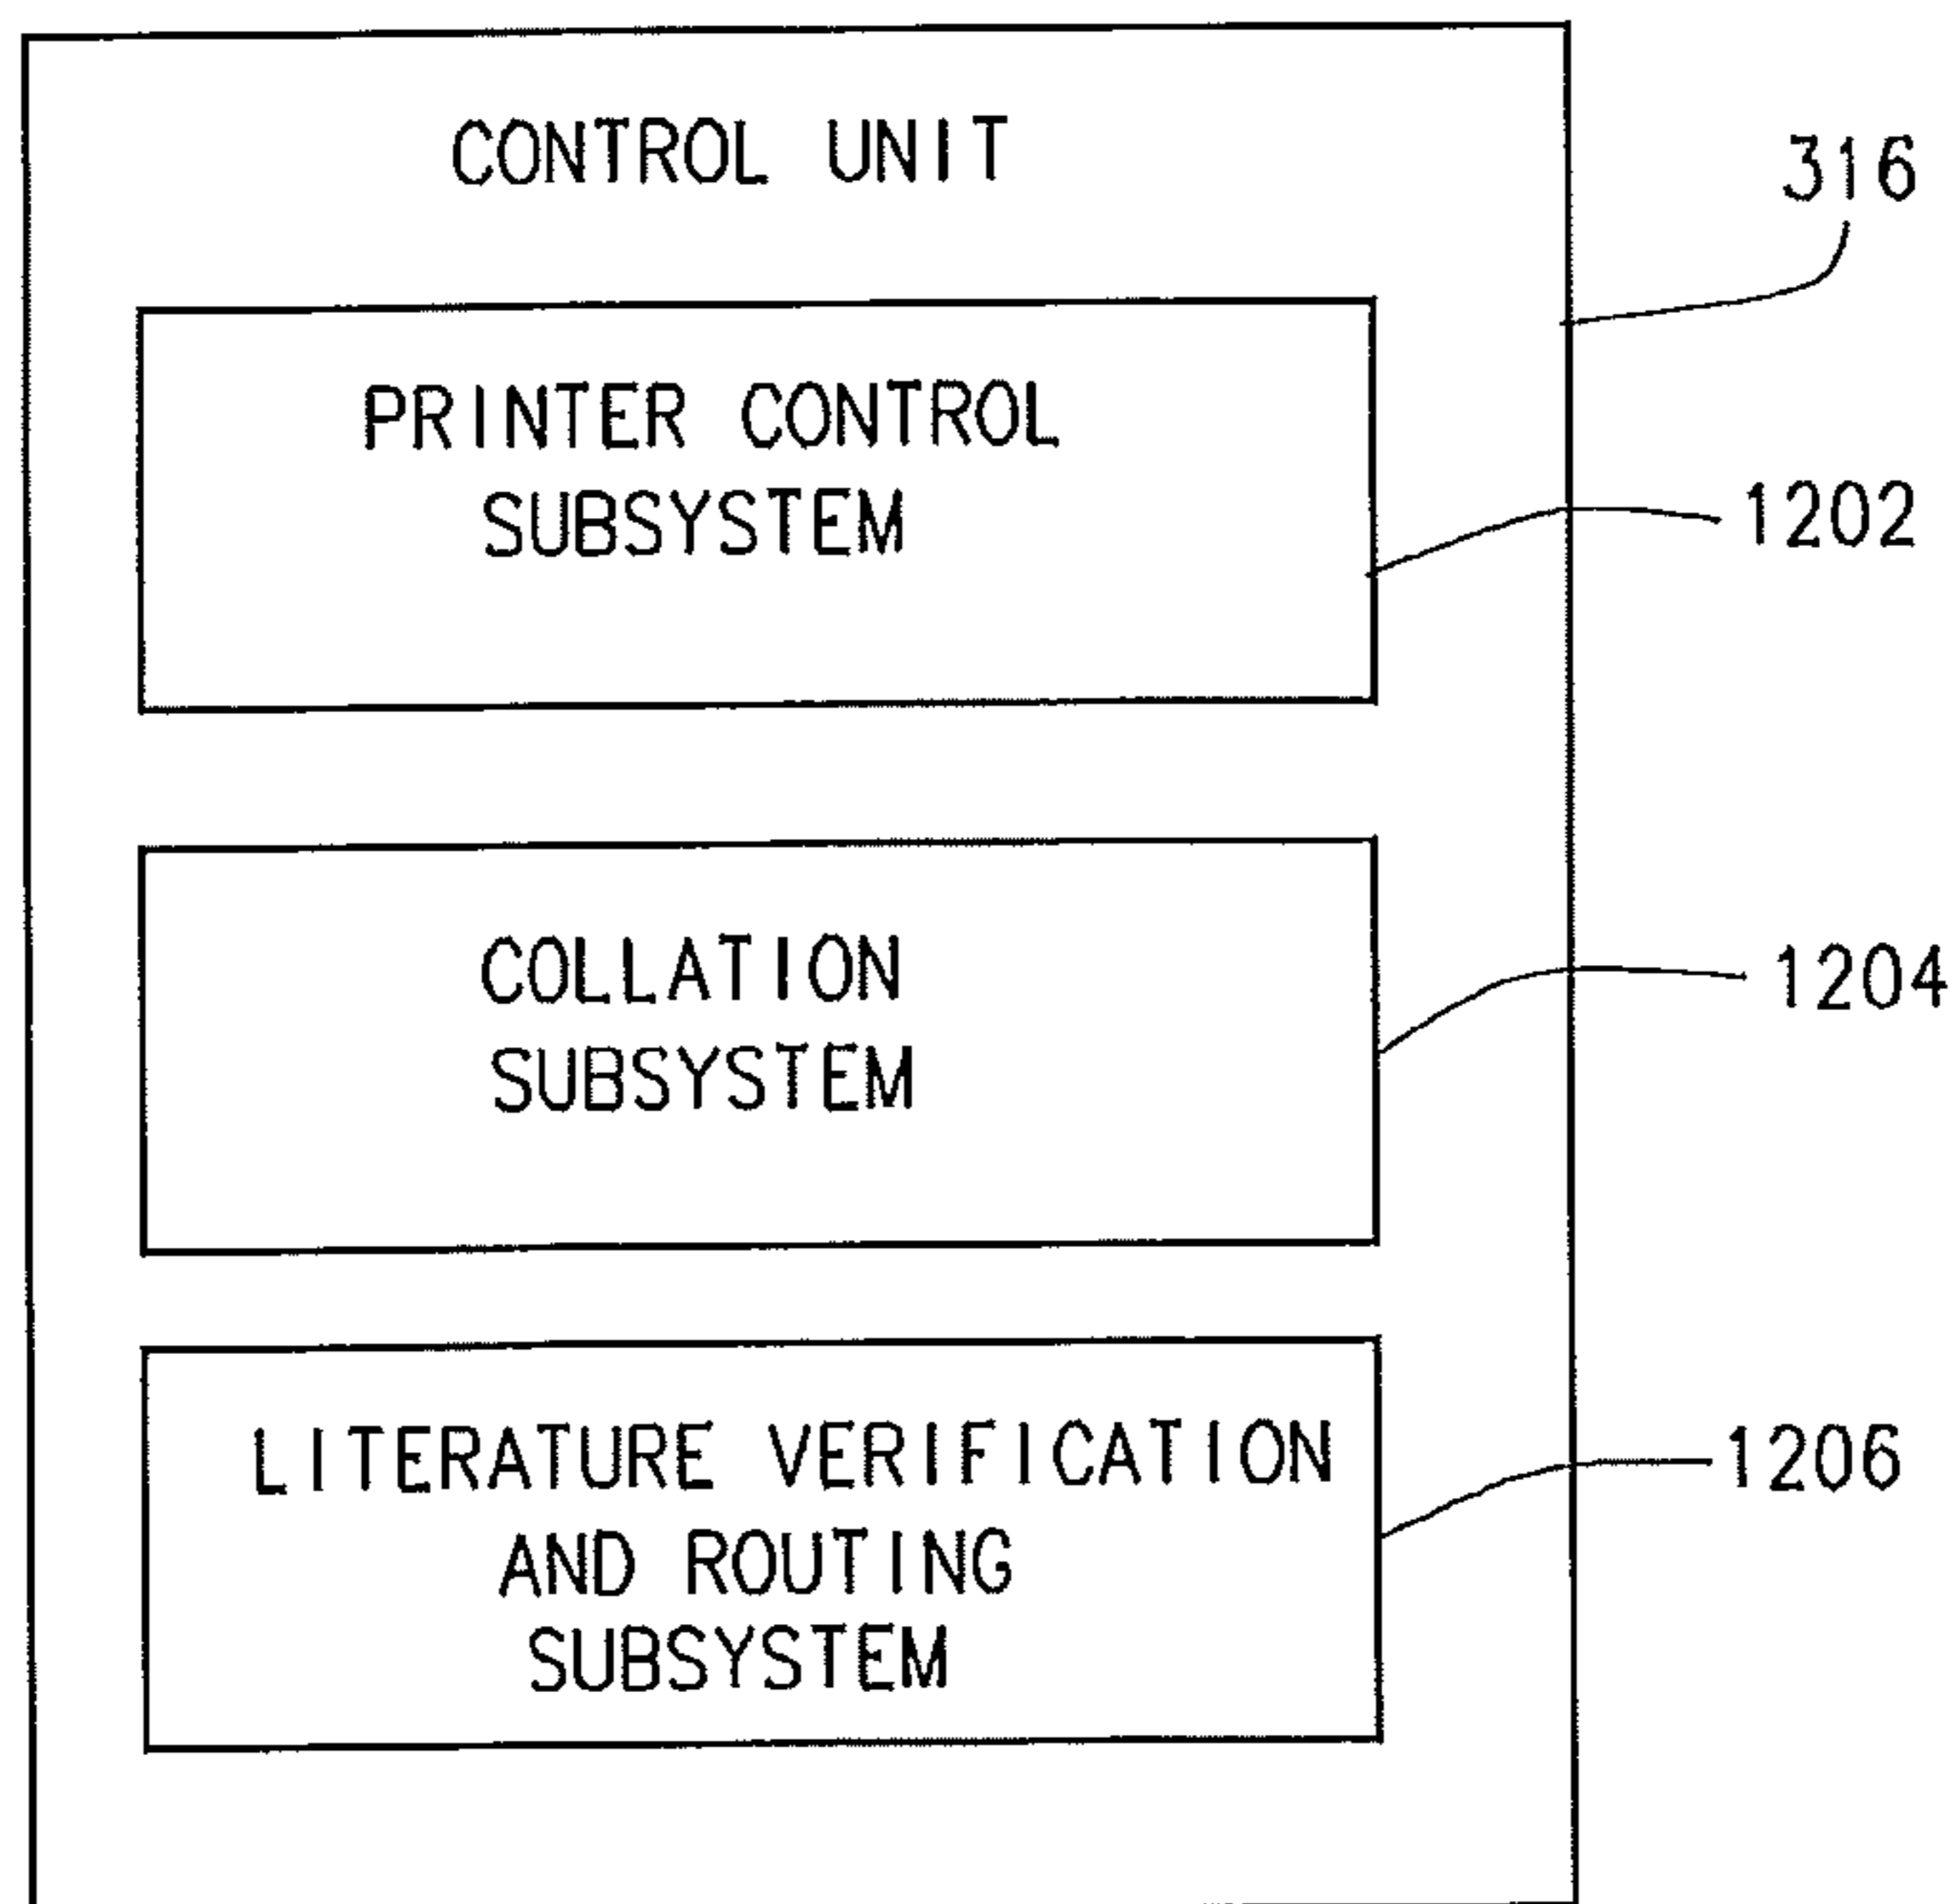 CONTROL UNIT
316
PRINTER CONTROL
SUBSYSTEM
1202
COLLATION
SUBSYSTEM
1204
LITERATURE VERIFICATION
AND ROUTING
SUBSYSTEM
1206